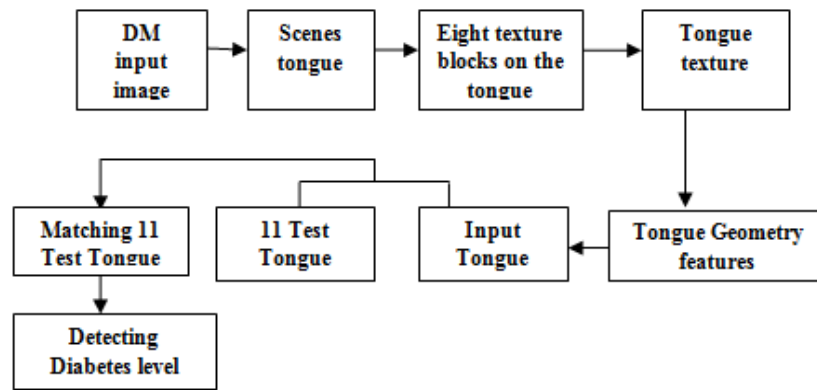 DM
input
image
Scenes
tongue
Eight texture
blocks on the
tongue
Tongue
texture
Matching 11
Test Tongue
11 Test
Tongue
Input
Tongue
Tongue Geometry
features
Detecting
Diabetes level